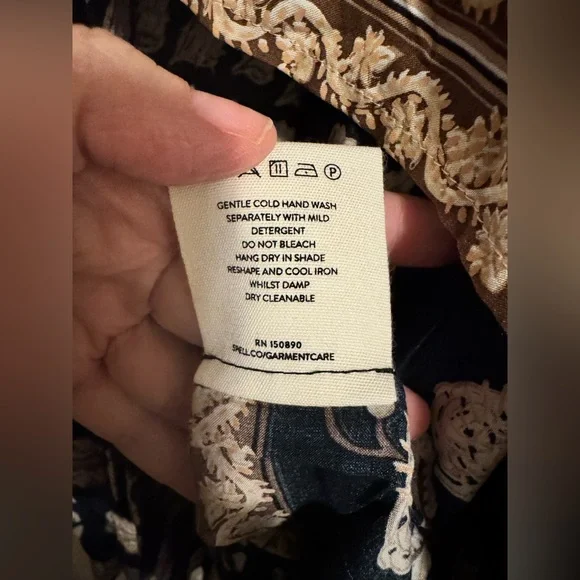 P
GENTLE COLD HAND WASH
SEPARATELY WITH MILD
DETERGENT
DO NOT BLEACH
HANG DRY IN SHADE
RESHAPE AND COOL IRON
WHILST DAMP
DRY CLEANABLE
RN 150890
SPELL.CO/GARMENTCARE